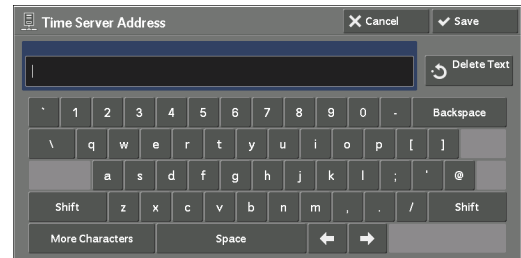 Time Server Address Cancel Save
Delete Text
` 1 2 3 4 5 6 7 8 9 0 - Backspace
\ q w e r t y u i o p [ ]
a s d f g h j k l ; ' @
Shift z x c v b n m , . / Shift
More Characters Space